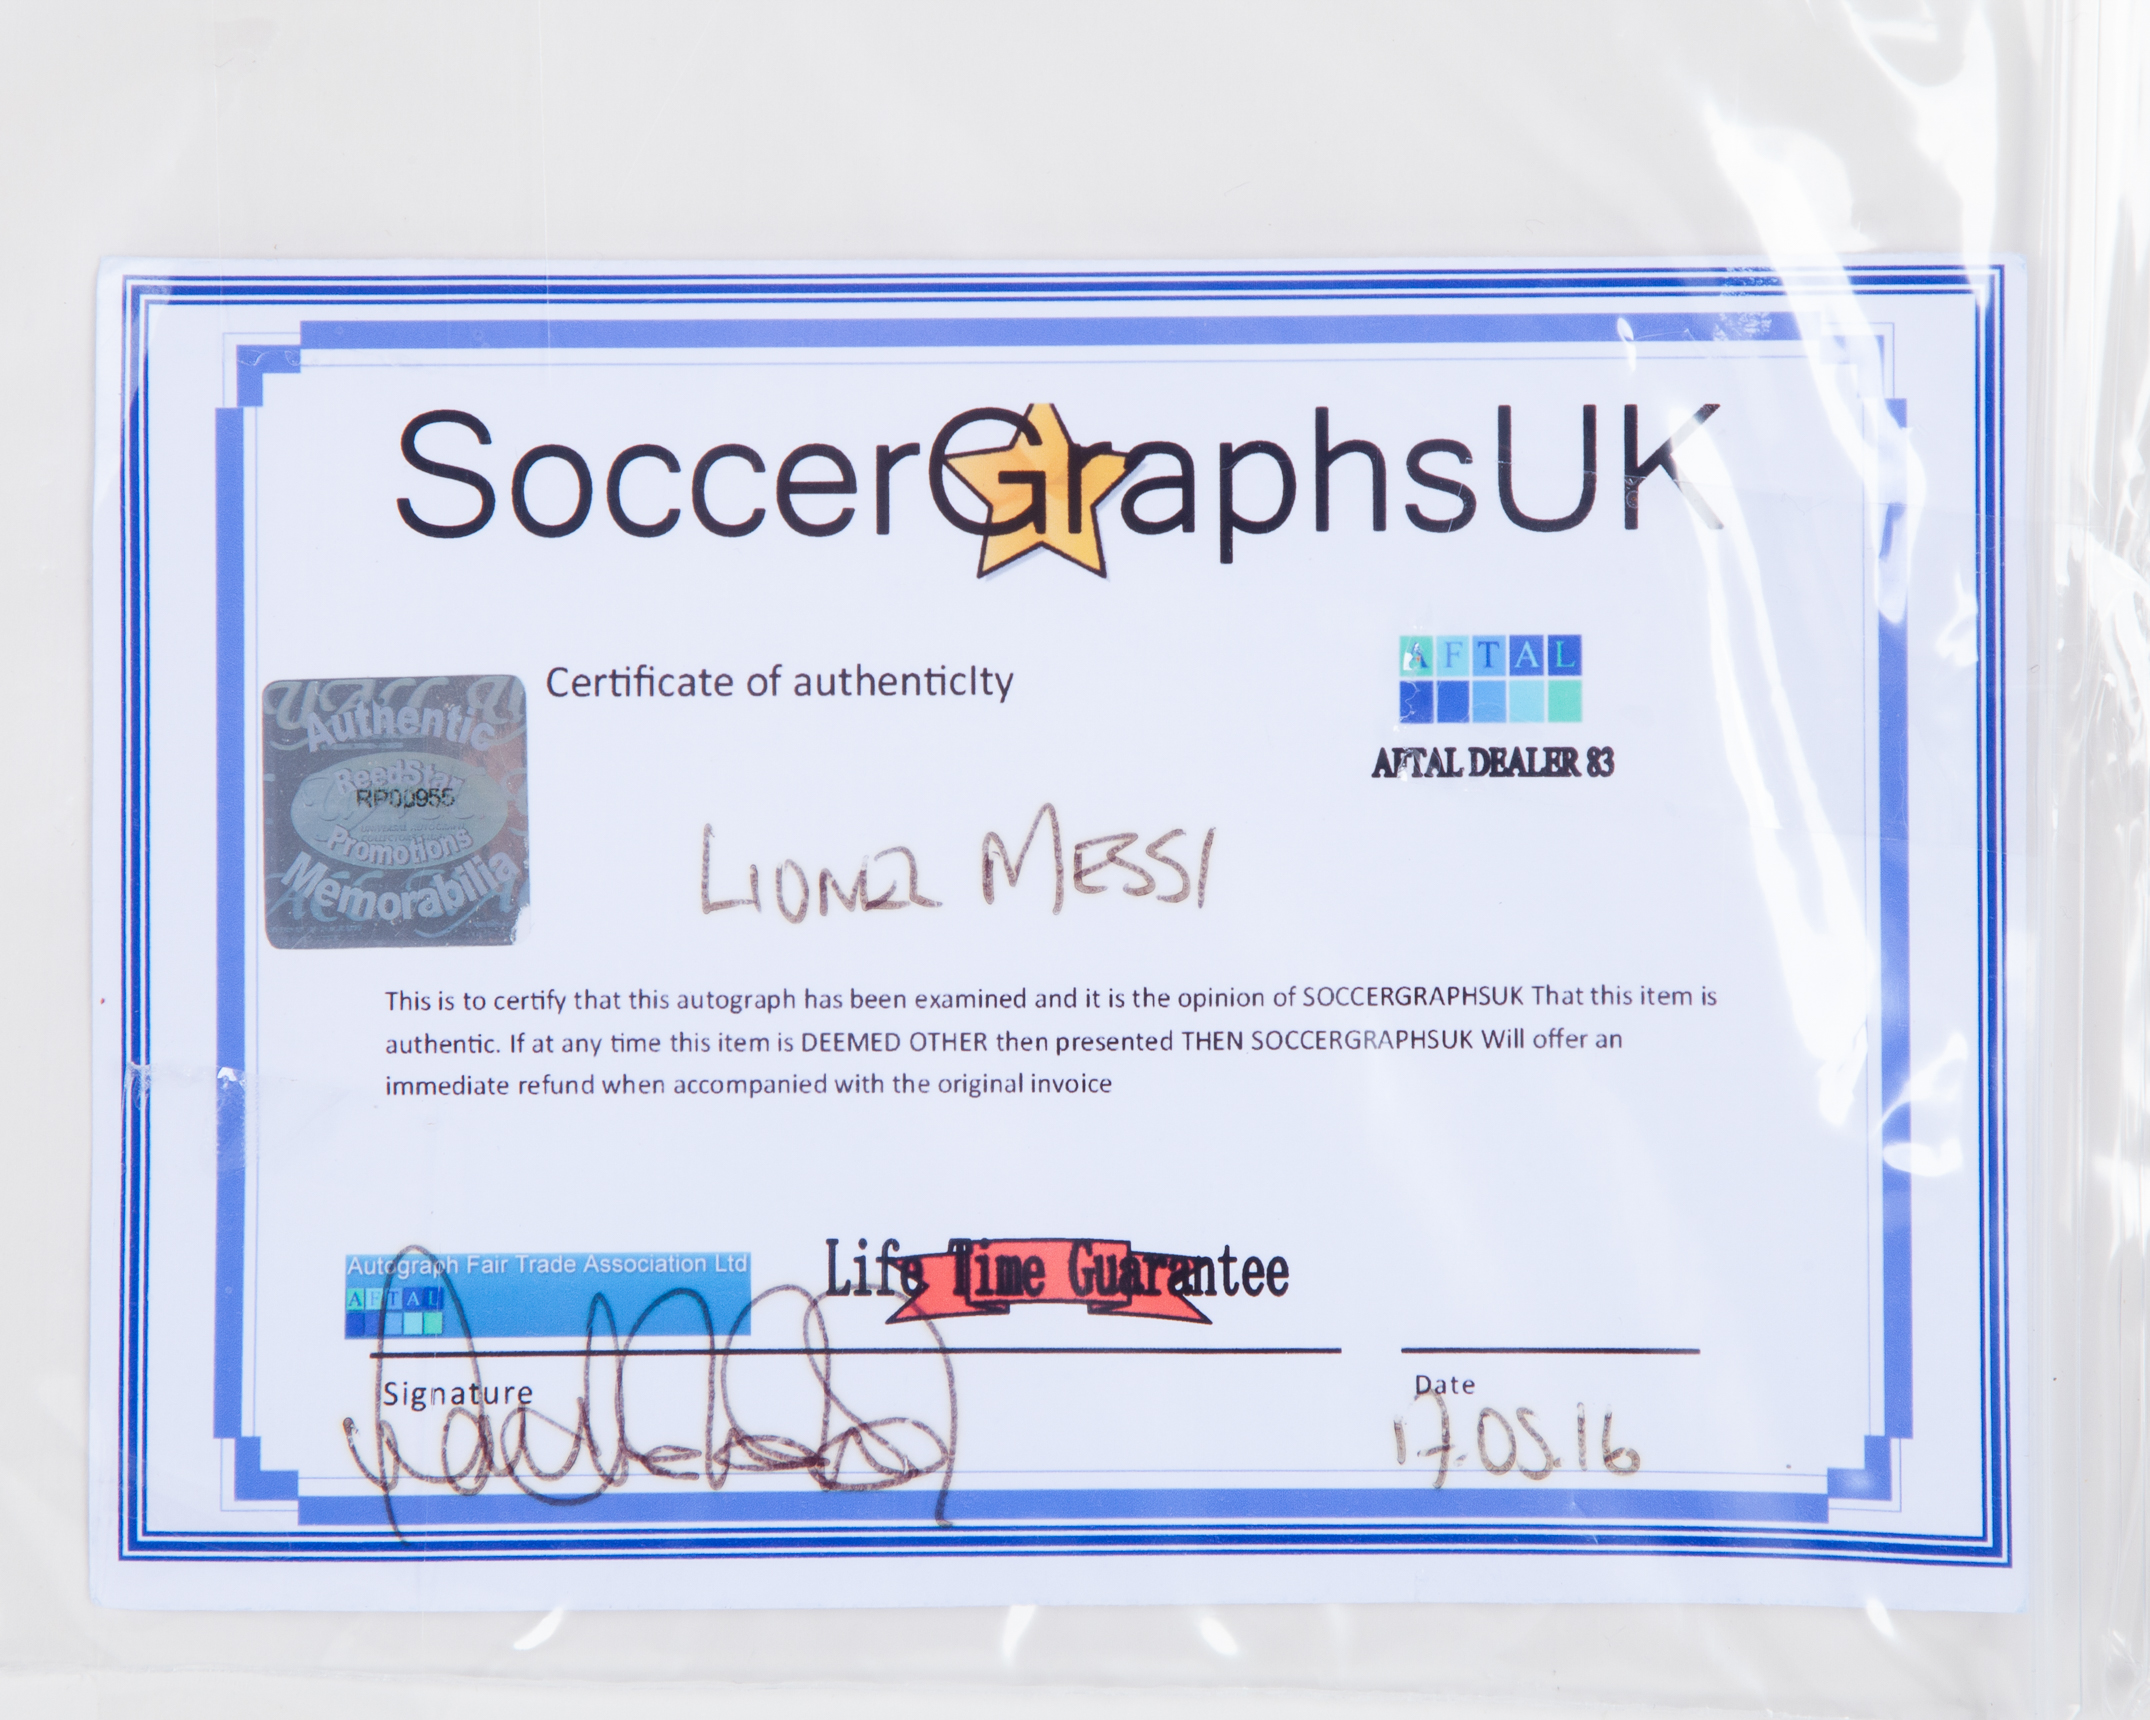 SoccerGraphsUK
Certificate of authenticIty
AFTAL
AFTAL DEALER 83
Authentic
ReedStar
RP00955
Promotions
Memorabilia
LIONEL MESSI
This is to certify that this autograph has been examined and it is the opinion of SOCCERGRAPHSUK That this item is
authentic. If at any time this item is DEEMED OTHER then presented THEN SOCCERGRAPHSUK Will offer an
immediate refund when accompanied with the original invoice
Autograph Fair Trade Association Ltd
AFTAL
Life Time Guarantee
Signature
Date
17.05.16